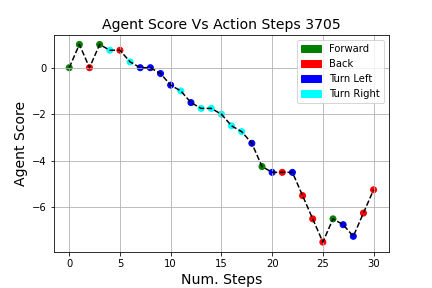 Agent Score Vs Action Steps 3705
Forward
Back
Turn Left
Turn Right
Agent Score
0
−2
−4
−6
0
5
10
15
20
25
30
Num. Steps